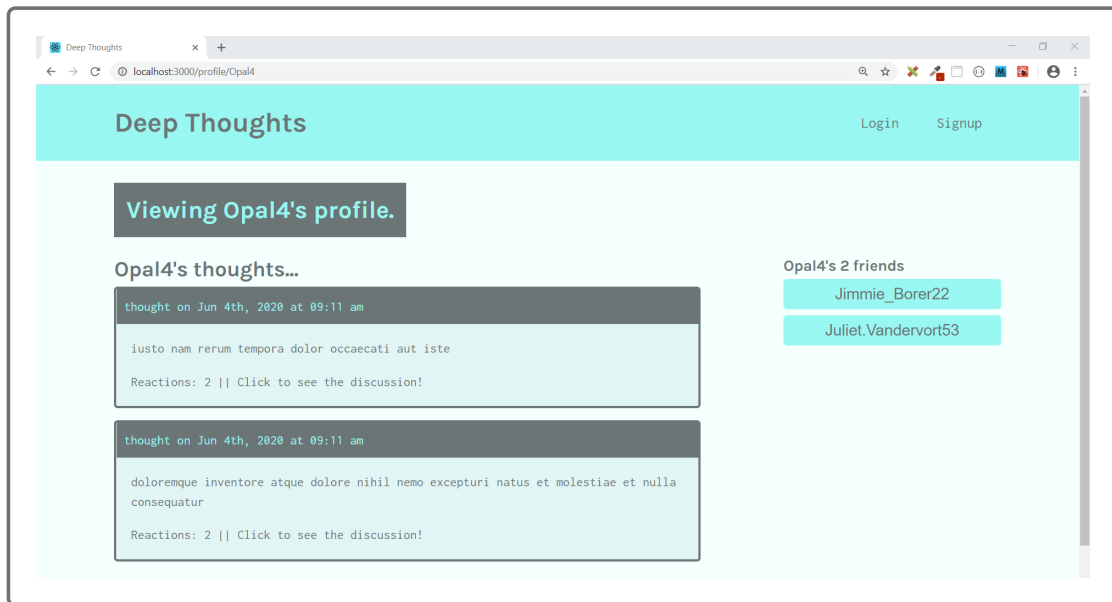 Deep Thoughts
localhost:3000/profile/Opal4
Deep Thoughts
Login
Signup
Viewing Opal4's profile.
Opal4's thoughts...
thought on Jun 4th, 2020 at 09:11 am
iusto nam rerum tempora dolor occaecati aut iste
Reactions: 2 || Click to see the discussion!
thought on Jun 4th, 2020 at 09:11 am
doloremque inventore atque dolore nihil nemo excepturi natus et molestiae et nulla
consequatur
Reactions: 2 || Click to see the discussion!
Opal4's 2 friends
Jimmie_Borer22
Juliet.Vandervort53